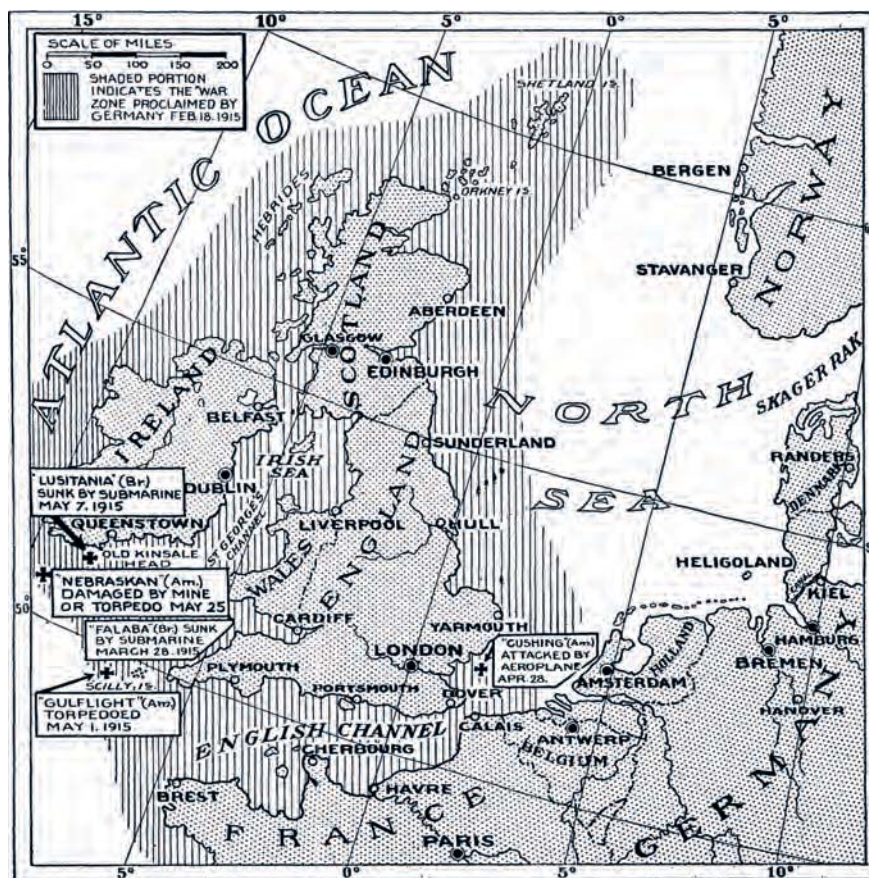 15°
10°
5°
0°
5°
SCALE OF MILES
0 50 100 150 200
SHADED PORTION
INDICATES THE "WAR
ZONE PROCLAIMED BY
GERMANY FEB.18.1915
ATLANTIC OCEAN
SHETLAND IS.
ORKNEY IS.
HEBRIDES
BERGEN
STAVANGER
NORWAY
55°
SCOTLAND
ABERDEEN
GLASGOW
EDINBURGH
NORTH
SEA
SKAGER RAK
IRELAND
BELFAST
IRISH
SEA
SUNDERLAND
RANDERS
DENMARK
"LUSITANIA" (Br.)
SUNK BY SUBMARINE
MAY 7, 1915
DUBLIN
QUEENSTOWN
ST GEORGE'S
CHANNEL
LIVERPOOL
HULL
ENGLAND
WALES
OLD KINSALE
HEAD
HELIGOLAND
CANAL
KIEL
"NEBRASKAN" (Am.)
DAMAGED BY MINE
OR TORPEDO MAY 25
50°
"FALABA" (Br.) SUNK
BY SUBMARINE
MARCH 28. 1915
CARDIFF
YARMOUTH
"CUSHING" (Am.)
ATTACKED BY
AEROPLANE
APR. 28.
HAMBURG
BREMEN
HOLLAND
AMSTERDAM
LONDON
PLYMOUTH
PORTSMOUTH
DOVER
SCILLY. IS.
"GULFLIGHT" (Am.)
TORPEDOED
MAY 1, 1915
HANOVER
GERMANY
CALAIS
ANTWERP
BELGIUM
ENGLISH CHANNEL
CHERBOURG
HAVRE
BREST
FRANCE
PARIS
5°
0°
5°
10°